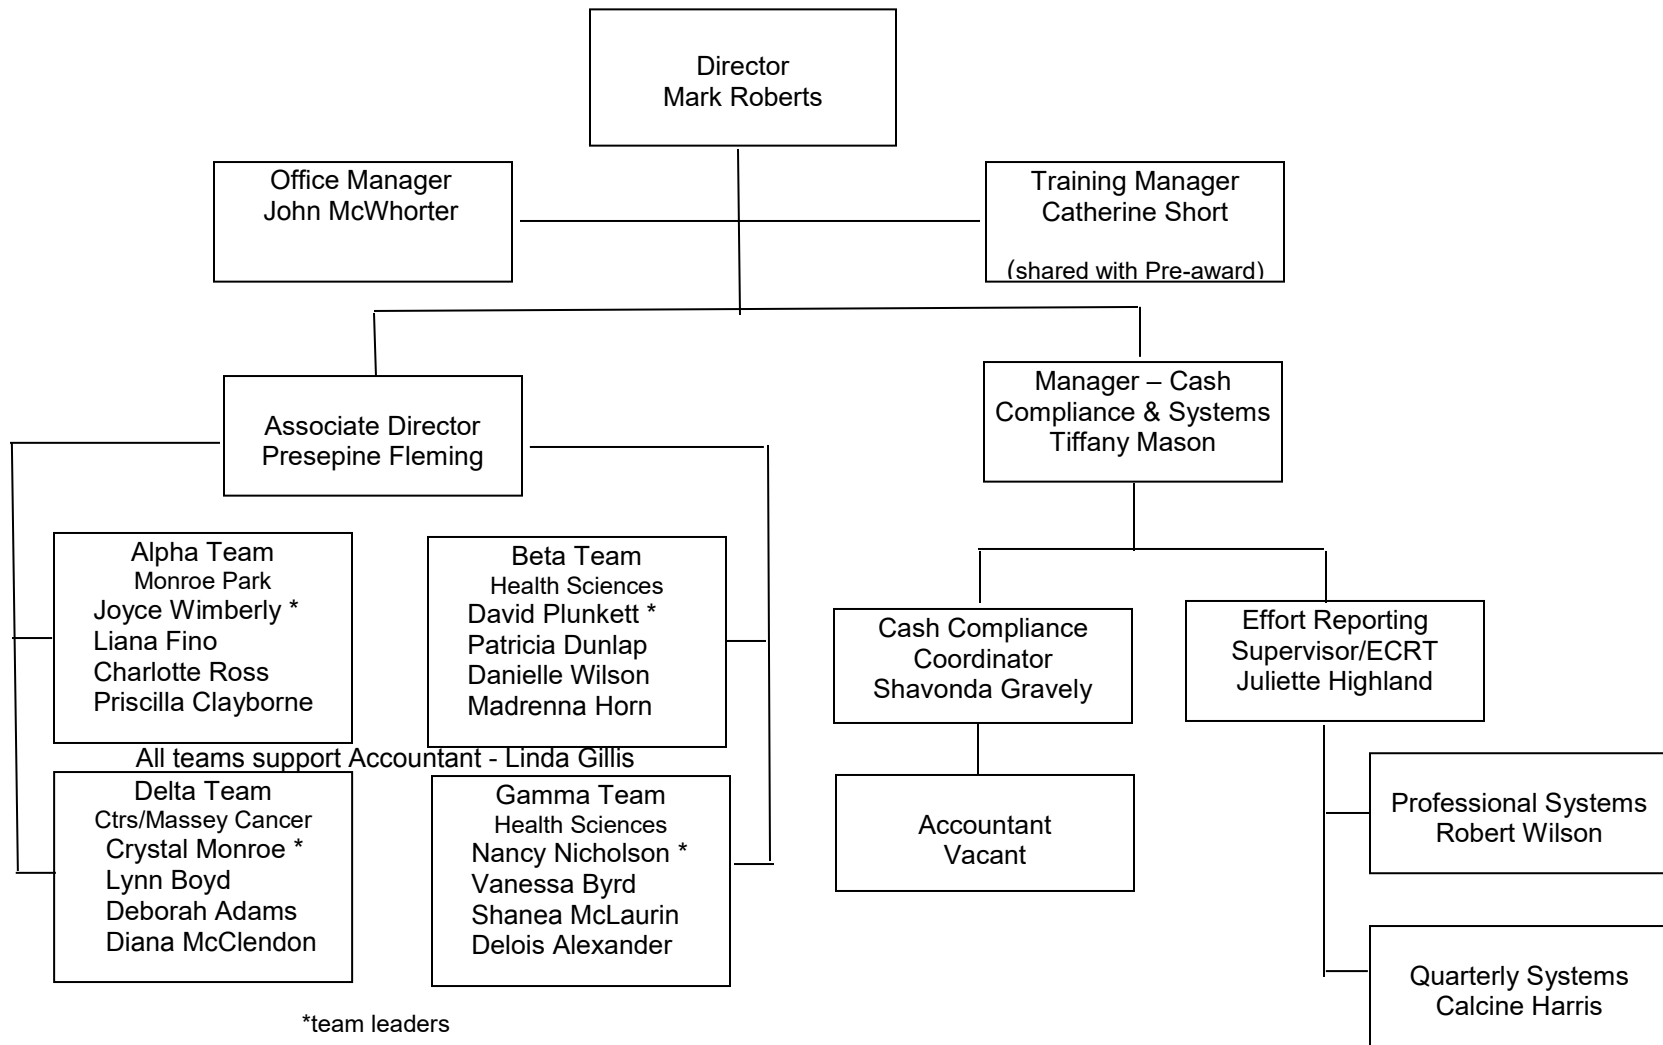 Director
Mark Roberts
Office Manager
John McWhorter
Training Manager
Catherine Short
(shared with Pre-award)
Associate Director
Presepine Fleming
Manager – Cash
Compliance & Systems
Tiffany Mason
Alpha Team
Monroe Park
Joyce Wimberly *
Liana Fino
Charlotte Ross
Priscilla Clayborne
Beta Team
Health Sciences
David Plunkett *
Patricia Dunlap
Danielle Wilson
Madrenna Horn
All teams support Accountant - Linda Gillis
Delta Team
Ctrs/Massey Cancer
Crystal Monroe *
Lynn Boyd
Deborah Adams
Diana McClendon
Gamma Team
Health Sciences
Nancy Nicholson *
Vanessa Byrd
Shanea McLaurin
Delois Alexander
*team leaders
Cash Compliance
Coordinator
Shavonda Gravely
Accountant
Vacant
Effort Reporting
Supervisor/ECRT
Juliette Highland
Professional Systems
Robert Wilson
Quarterly Systems
Calcine Harris